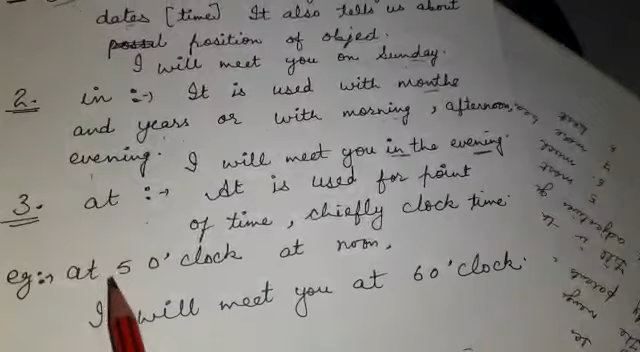 dates [time] It also tells us about
position of object.
I will meet you on Sunday.
2. in :→ It is used with months
and years or with morning, afternoon,
evening. I will meet you in the evening.
3. at :→ It is used for point
of time, chiefly clock time.
eg:→ at 5 o'clock at noon.
I will meet you at 6 o'clock.